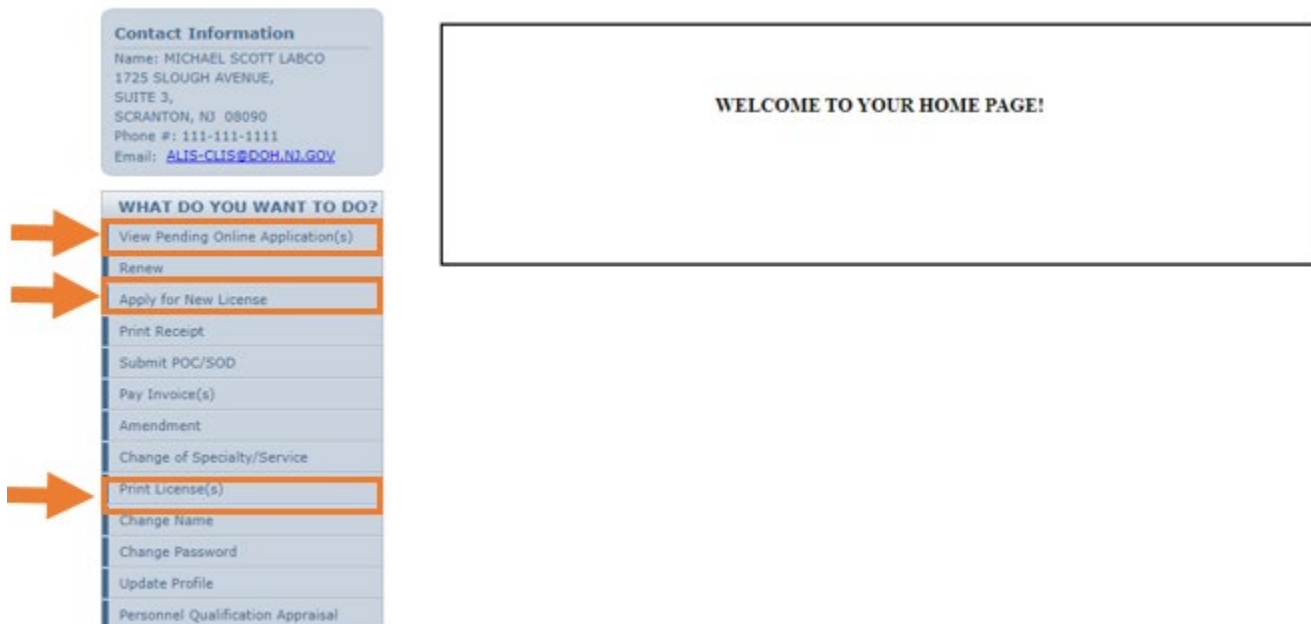 Contact Information
Name: MICHAEL SCOTT LABCO
1725 SLOUGH AVENUE,
SUITE 3,
SCRANTON, NJ 08090
Phone #: 111-111-1111
Email: ALIS-CLIS@DOH.NJ.GOV
WHAT DO YOU WANT TO DO?
View Pending Online Application(s)
Renew
Apply for New License
Print Receipt
Submit POC/SOD
Pay Invoice(s)
Amendment
Change of Specialty/Service
Print License(s)
Change Name
Change Password
Update Profile
Personnel Qualification Appraisal
WELCOME TO YOUR HOME PAGE!